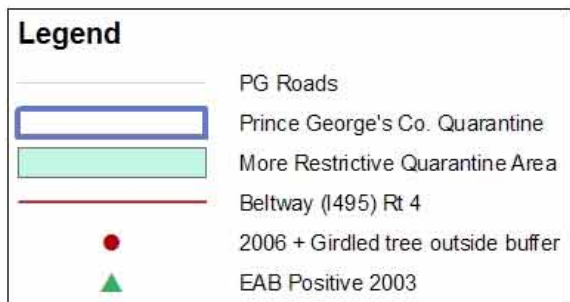 Legend
PG Roads
Prince George's Co. Quarantine
More Restrictive Quarantine Area
Beltway (I495) Rt 4
2006 + Girdled tree outside buffer
EAB Positive 2003